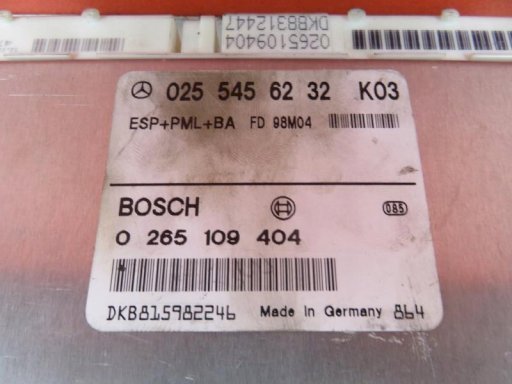 0265109404
DKB8312447
025 545 62 32 K03
ESP+PML+BA FD 98M04
BOSCH 085
0 265 109 404
DKB815982246 Made in Germany 864